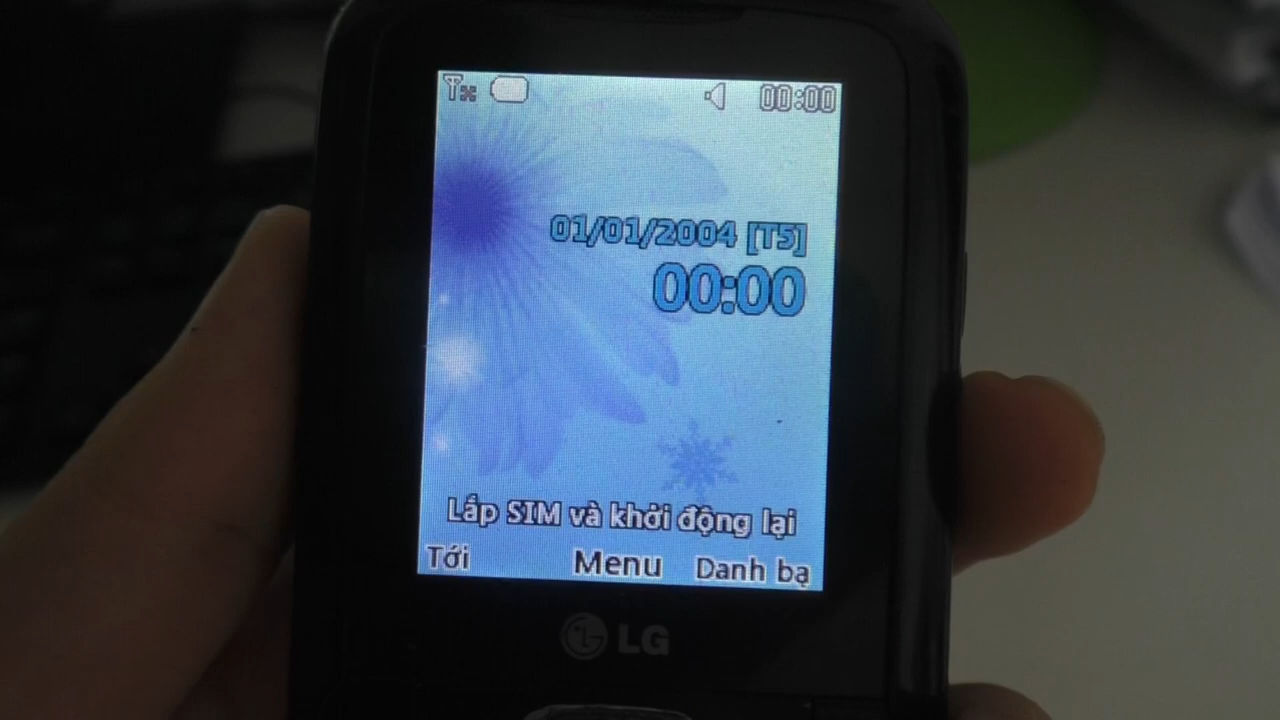 00:00
01/01/2004 [T5]
00:00
Lắp SIM và khởi động lại
Tới Menu Danh bạ
LG